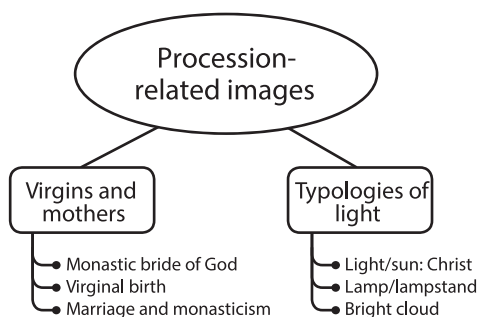 Procession-
related images
Virgins and
mothers
Monastic bride of God
Virginal birth
Marriage and monasticism
Typologies of
light
Light/sun: Christ
Lamp/lampstand
Bright cloud